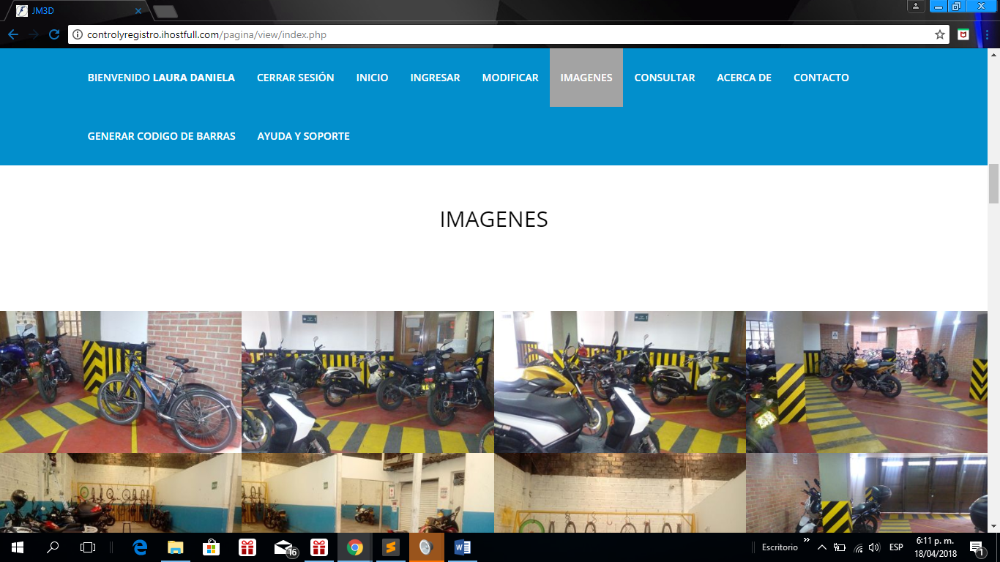 JM3D
controlyregistro.ihostfull.com/pagina/view/index.php
BIENVENIDO LAURA DANIELA CERRAR SESIÓN INICIO INGRESAR MODIFICAR IMAGENES CONSULTAR ACERCA DE CONTACTO
GENERAR CODIGO DE BARRAS AYUDA Y SOPORTE
IMAGENES
16
Escritorio
ESP
6:11 p. m.
18/04/2018
1